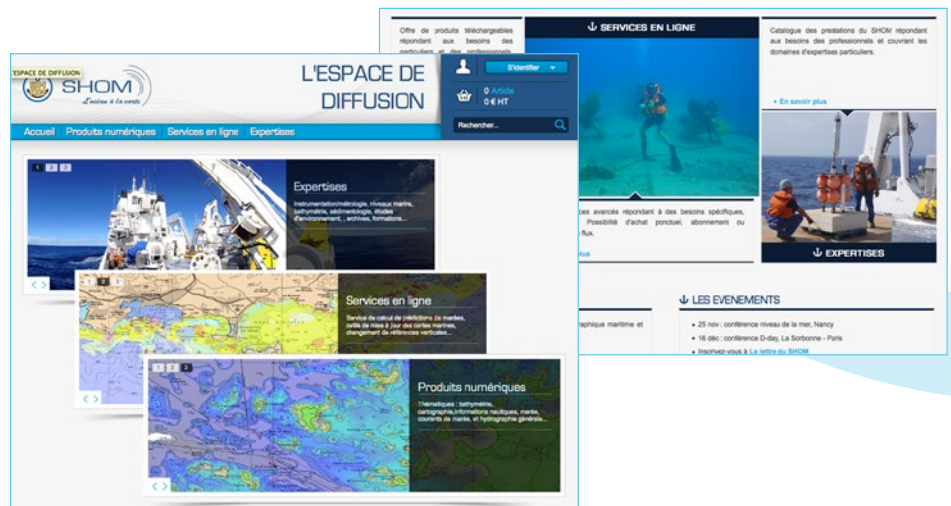 ESPACE DE DIFFUSION
SHOM
L'océan à la carte
L'ESPACE DE
DIFFUSION
S'identifier
0 Article
0 € HT
Rechercher...
Accueil
Produits numériques
Services en ligne
Expertises
1 2 3
Expertises
Instrumentation/métrologie, niveaux marins,
bathymétrie, sédimentologie, études
d'environnement, , archives, formations...
1 2 3
Services en ligne
Service de calcul de prédictions de marées,
outils de mise à jour des cartes marines,
changement de références verticales...
1 2 3
Produits numériques
Thématiques : bathymétrie,
cartographie,Informations nautiques, marée,
courants de marée, et hydrographie générale...
Offre de produits téléchargeables
répondant aux besoins des
particuliers et des professionnels
SERVICES EN LIGNE
ces avancés répondant à des besoins spécifiques,
Possibilité d'achat ponctuel, abonnement ou
flux.
plus
Catalogue des prestations du SHOM répondant
aux besoins des professionnels et couvrant les
domaines d'expertises particuliers.
• En savoir plus
EXPERTISES
graphique maritime et
LES EVENEMENTS
• 25 nov : conférence niveau de la mer, Nancy
• 16 déc : conférence D-day, La Sorbonne - Paris
• Inscrivez-vous à La lettre du SHOM